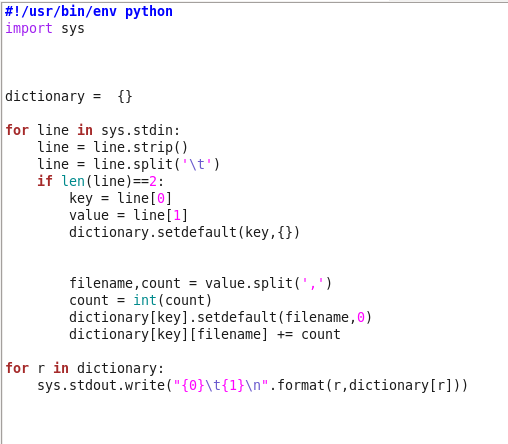 #!/usr/bin/env python
import sys
dictionary =  {}
for line in sys.stdin:
    line = line.strip()
    line = line.split('\t')
    if len(line)==2:
        key = line[0]
        value = line[1]
        dictionary.setdefault(key,{})
        filename,count = value.split(',')
        count = int(count)
        dictionary[key].setdefault(filename,0)
        dictionary[key][filename] += count
for r in dictionary:
    sys.stdout.write("{0}\t{1}\n".format(r,dictionary[r]))